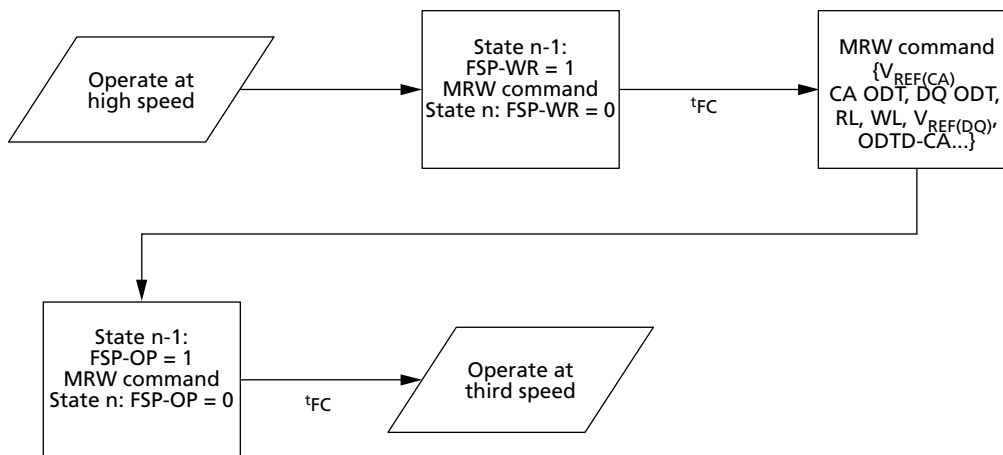 Operate at
high speed
State n-1:
FSP-WR = 1
MRW command
State n: FSP-WR = 0
tFC
MRW command
{VREF(CA)
CA ODT, DQ ODT,
RL, WL, VREF(DQ),
ODTD-CA...}
State n-1:
FSP-OP = 1
MRW command
State n: FSP-OP = 0
tFC
Operate at
third speed